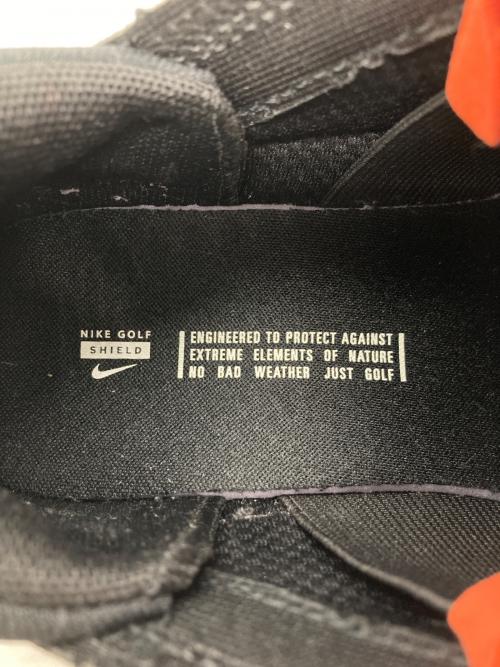 NIKE GOLF
SHIELD
ENGINEERED TO PROTECT AGAINST
EXTREME ELEMENTS OF NATURE
NO BAD WEATHER JUST GOLF